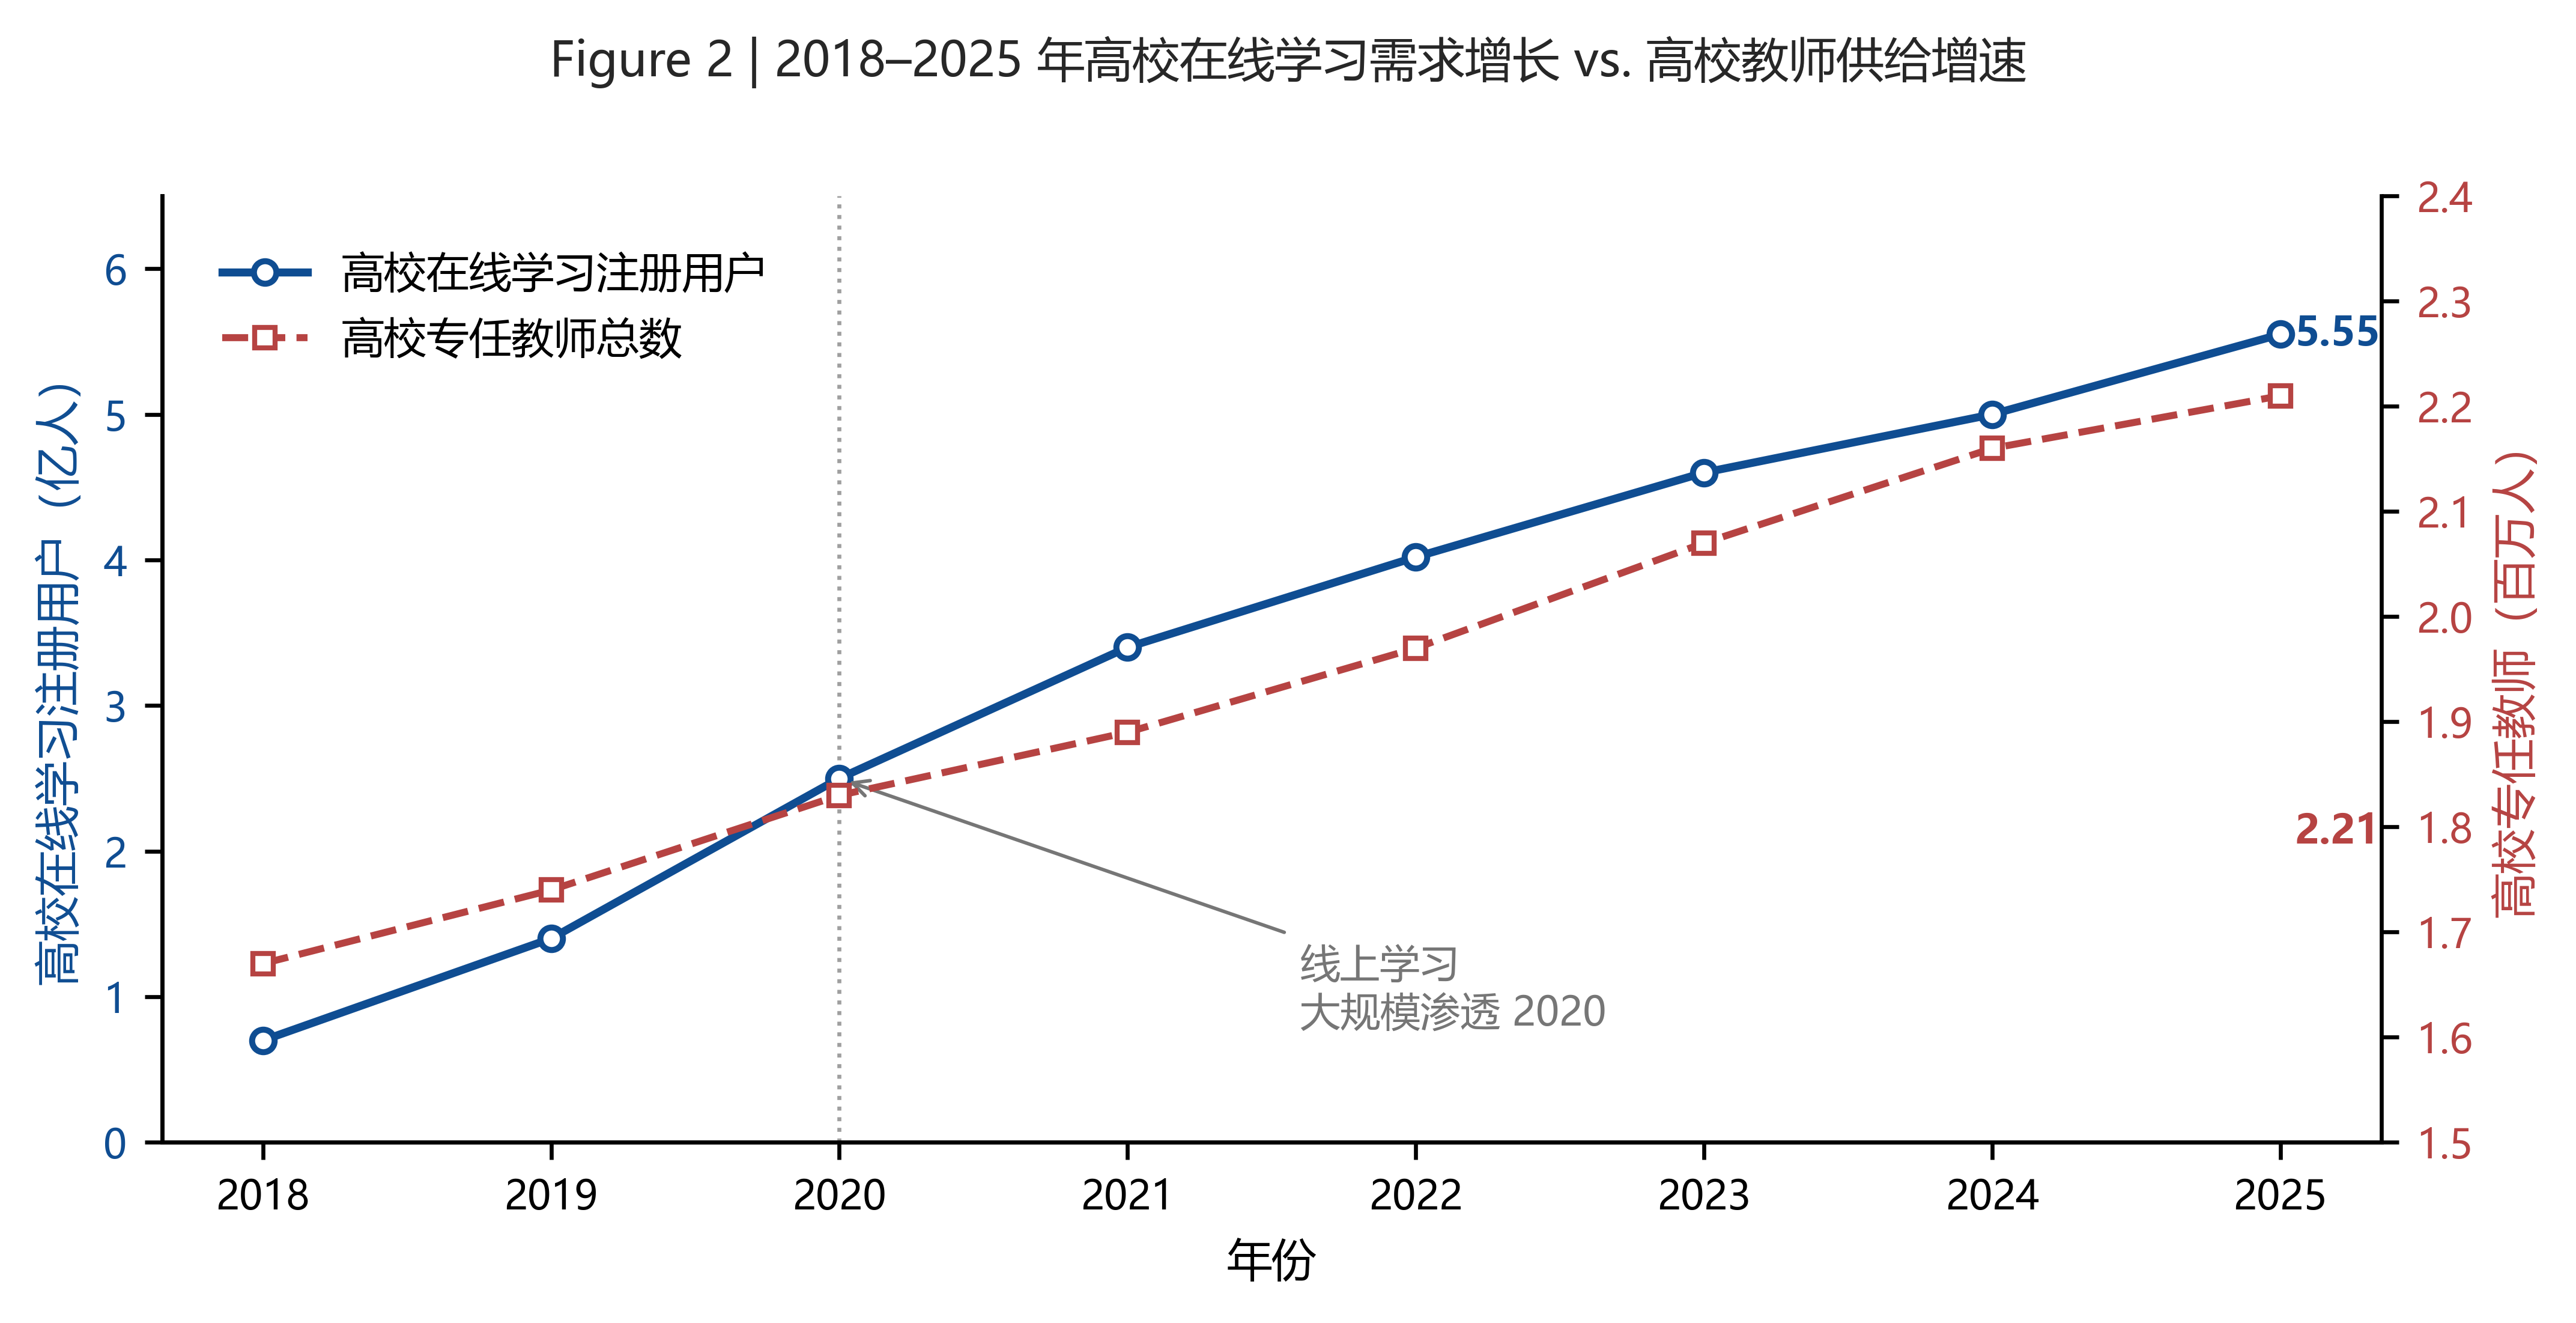 Figure 2 | 2018–2025 年高校在线学习需求增长 vs. 高校教师供给增速
高校在线学习注册用户
高校专任教师总数
高校在线学习注册用户（亿人）
6
5
4
3
2
1
0
5.55
2.21
线上学习
大规模渗透 2020
2.4
2.3
2.2
2.1
2.0
1.9
1.8
1.7
1.6
1.5
高校专任教师（百万人）
2018 2019 2020 2021 2022 2023 2024 2025
年份